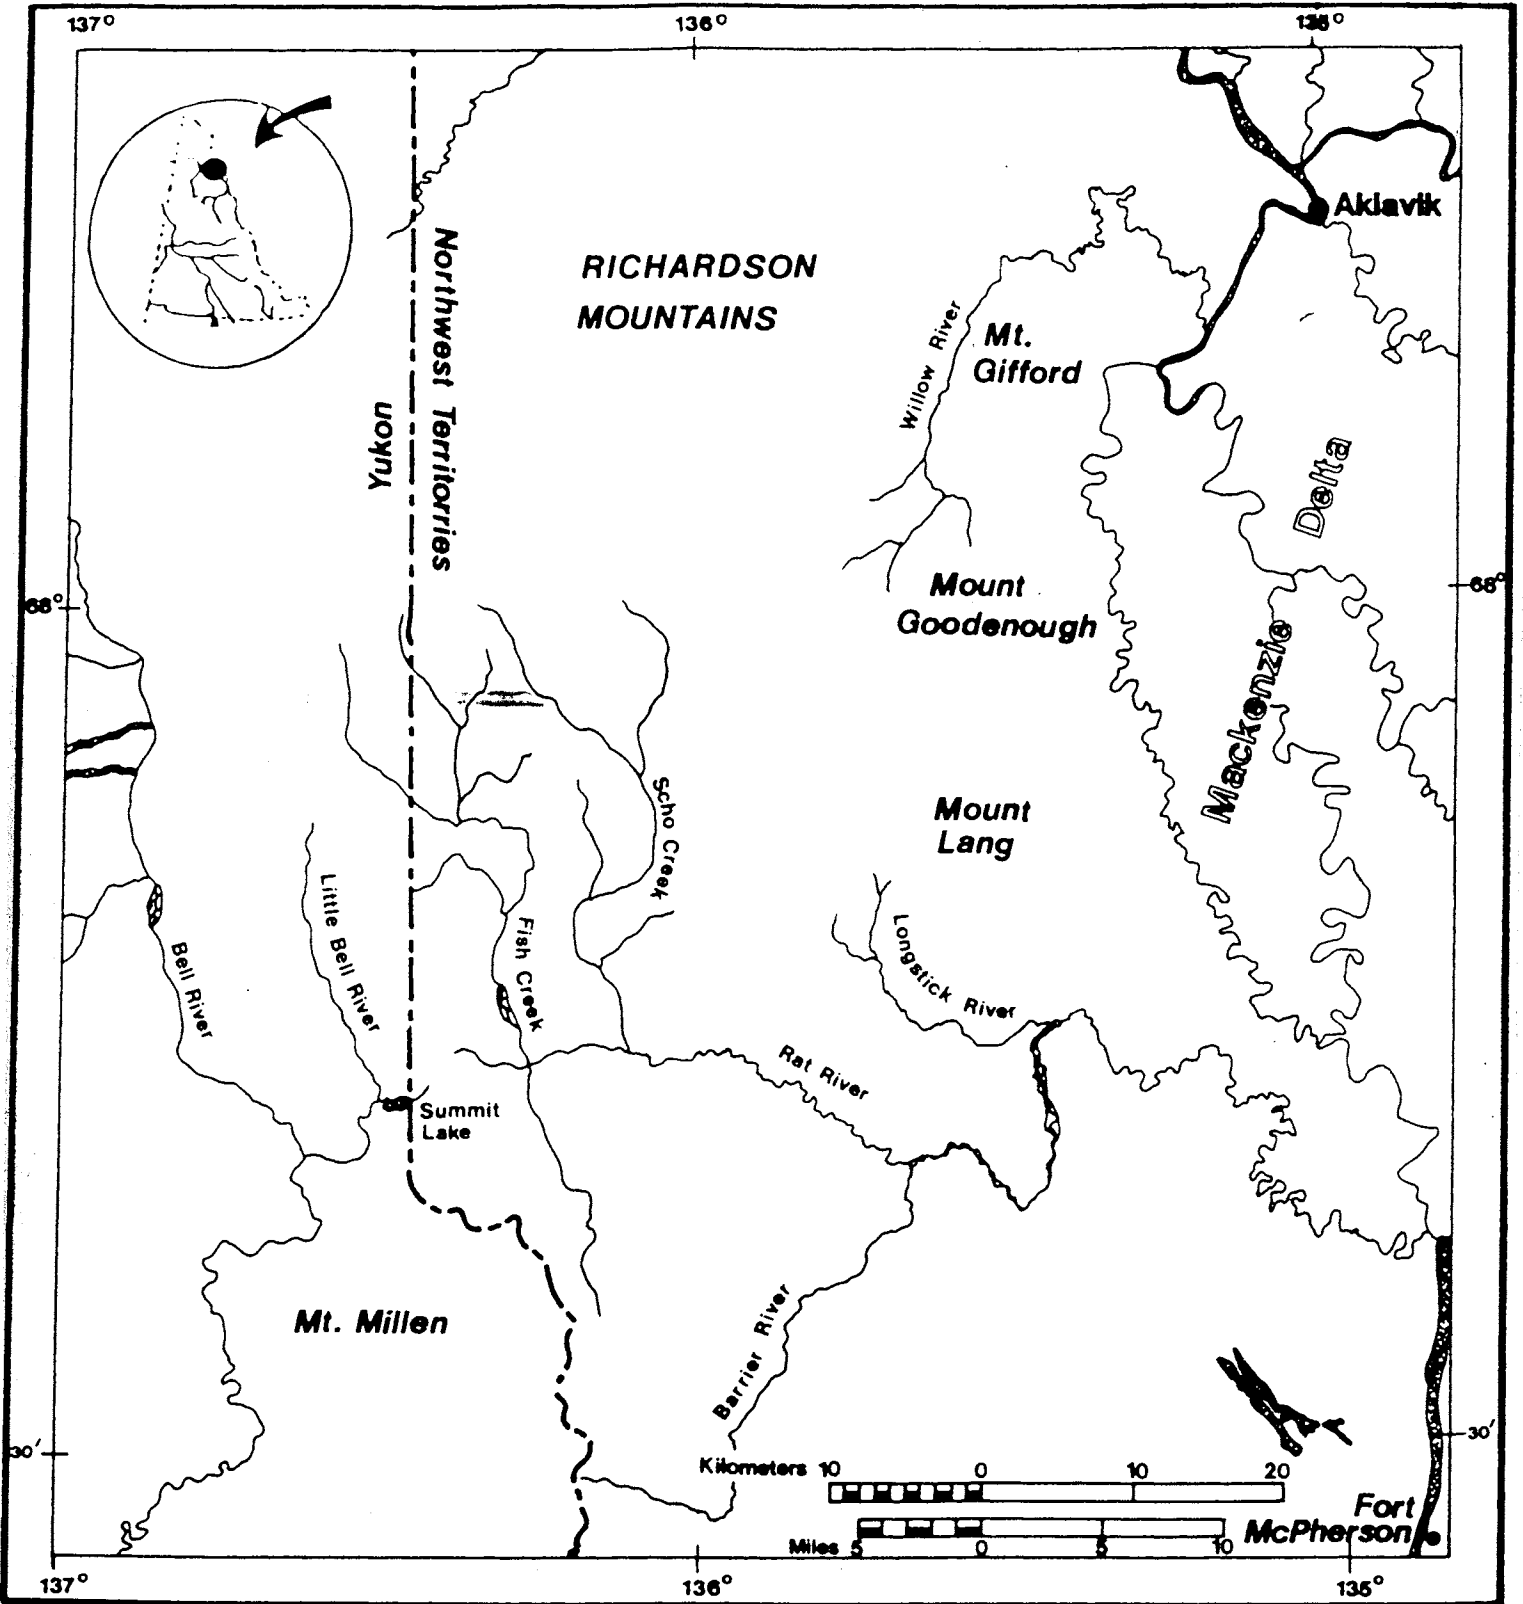 137°
136°
135°
Aklavik
RICHARDSON
MOUNTAINS
Northwest Territorries
Yukon
Willow River
Mt.
Gifford
Delta
Mackenzie
68°
68°
Mount
Goodenough
Mount
Lang
Scho Creek
Little Bell River
Bell River
Fish Creek
Longstick River
Rat River
Summit
Lake
Mt. Millen
Barrier River
30'
30'
Kilometers 10 0 10 20
Miles 5 0 5 10
Fort
McPherson
137°
136°
135°